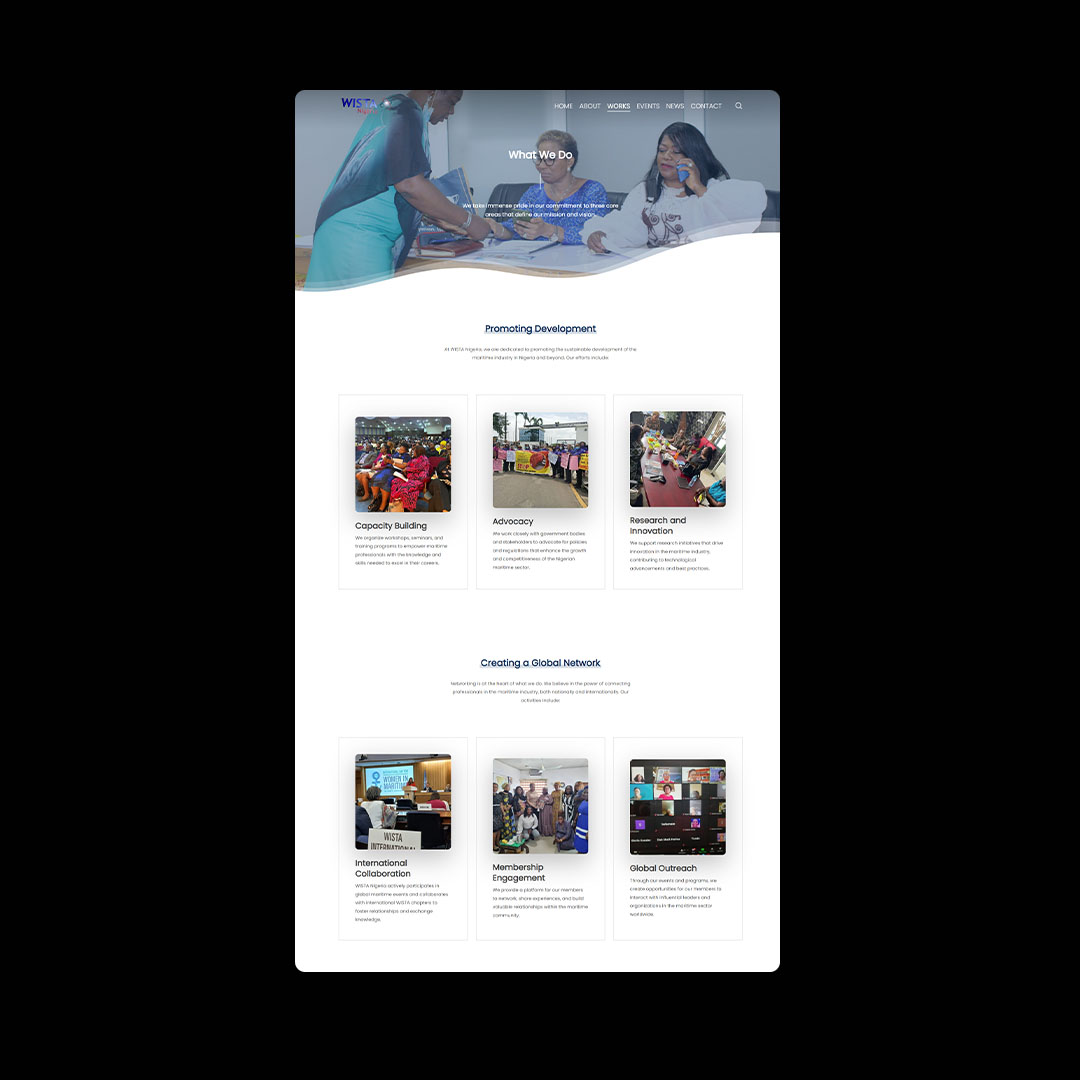 WISTA
HOME ABOUT WORKS EVENTS NEWS CONTACT
What We Do
We take immense pride in our commitment to three core
areas that define our mission and vision.
Promoting Development
At WISTA Nigeria, we are dedicated to promoting the sustainable development of the
maritime industry in Nigeria and beyond. Our efforts include:
Capacity Building
We organize workshops, seminars, and
training programs to empower maritime
professionals with the knowledge and
skills needed to excel in their careers.
Advocacy
We work closely with government bodies
and stakeholders to advocate for policies
and regulations that enhance the growth
and competitiveness of the Nigerian
maritime sector.
Research and
Innovation
We support research initiatives that drive
innovation in the maritime industry,
contributing to technological
advancements and best practices.
Creating a Global Network
Networking is at the heart of what we do. We believe in the power of connecting
professionals in the maritime industry, both nationally and internationally. Our
activities include:
WOMEN IN
MARITIME
WISTA
INTERNATIONAL
International
Collaboration
WISTA Nigeria actively participates in
global maritime events and collaborates
with international WISTA chapters to
foster relationships and exchange
knowledge.
Membership
Engagement
We provide a platform for our members
to network, share experiences, and build
valuable relationships within the maritime
community.
Global Outreach
Through our events and programs, we
create opportunities for our members to
interact with influential leaders and
organizations in the maritime sector
worldwide.